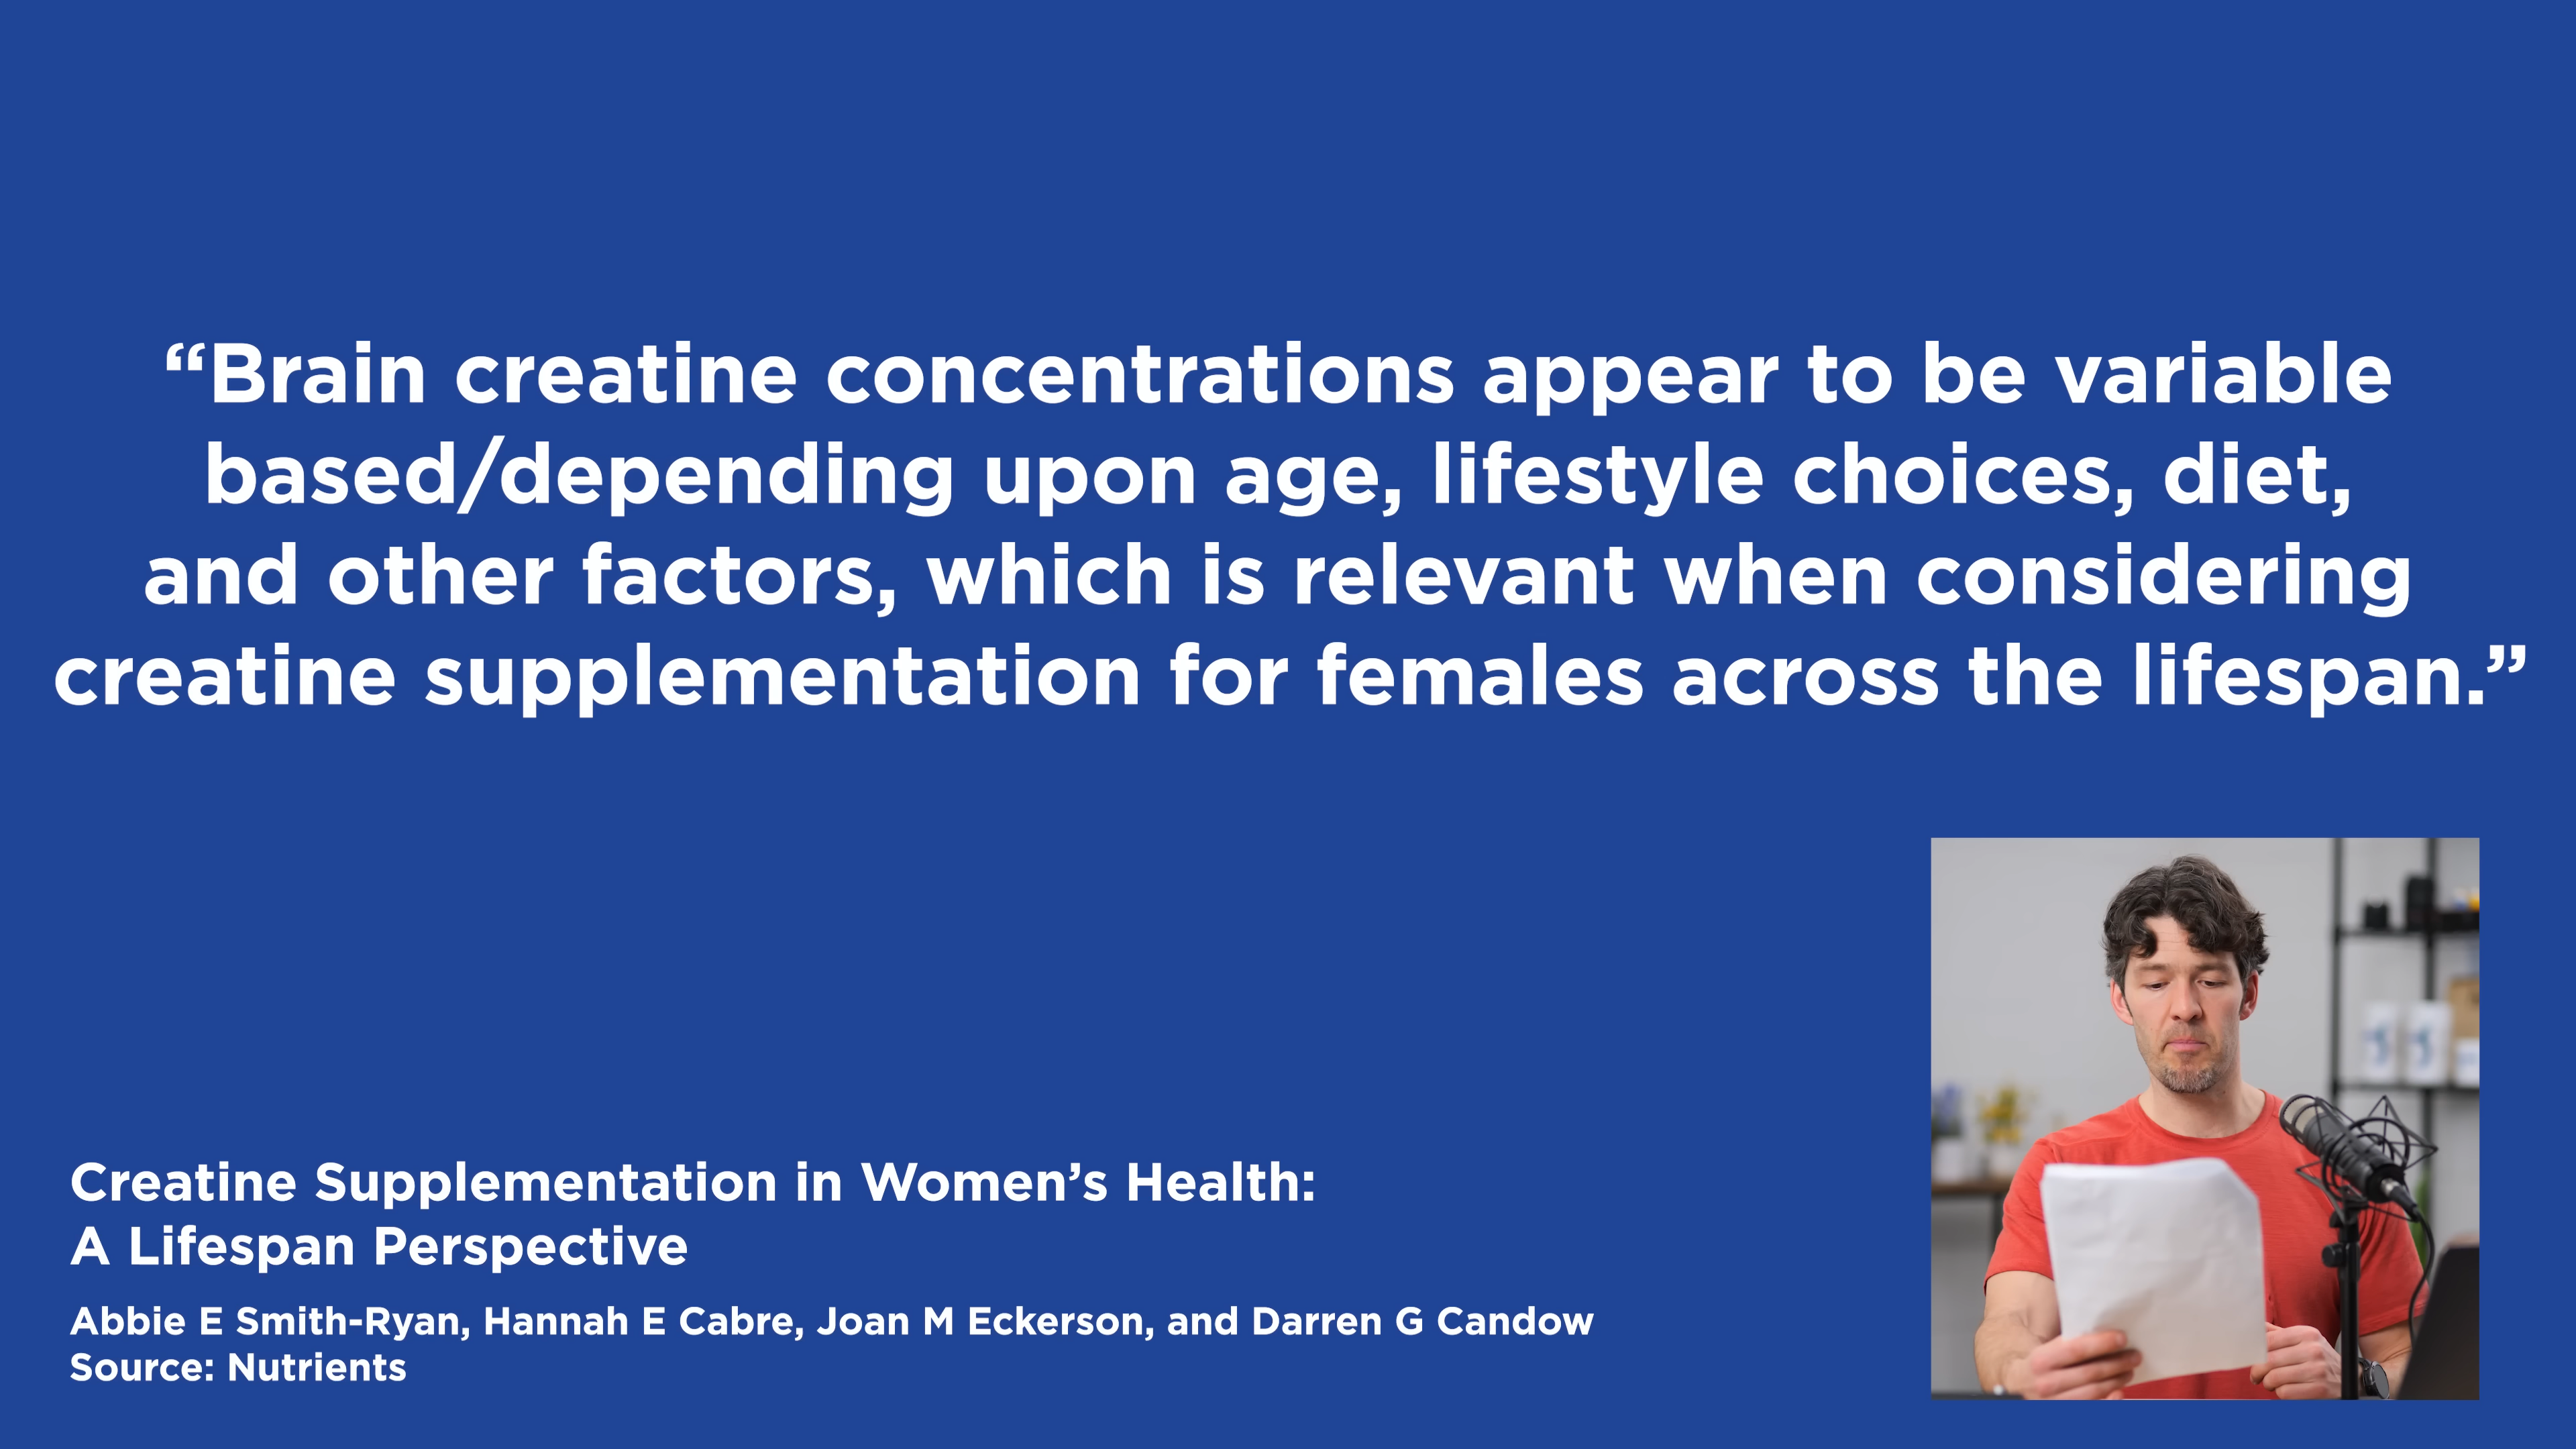 “Brain creatine concentrations appear to be variable
based/depending upon age, lifestyle choices, diet,
and other factors, which is relevant when considering
creatine supplementation for females across the lifespan.”
Creatine Supplementation in Women’s Health:
A Lifespan Perspective
Abbie E Smith-Ryan, Hannah E Cabre, Joan M Eckerson, and Darren G Candow
Source: Nutrients